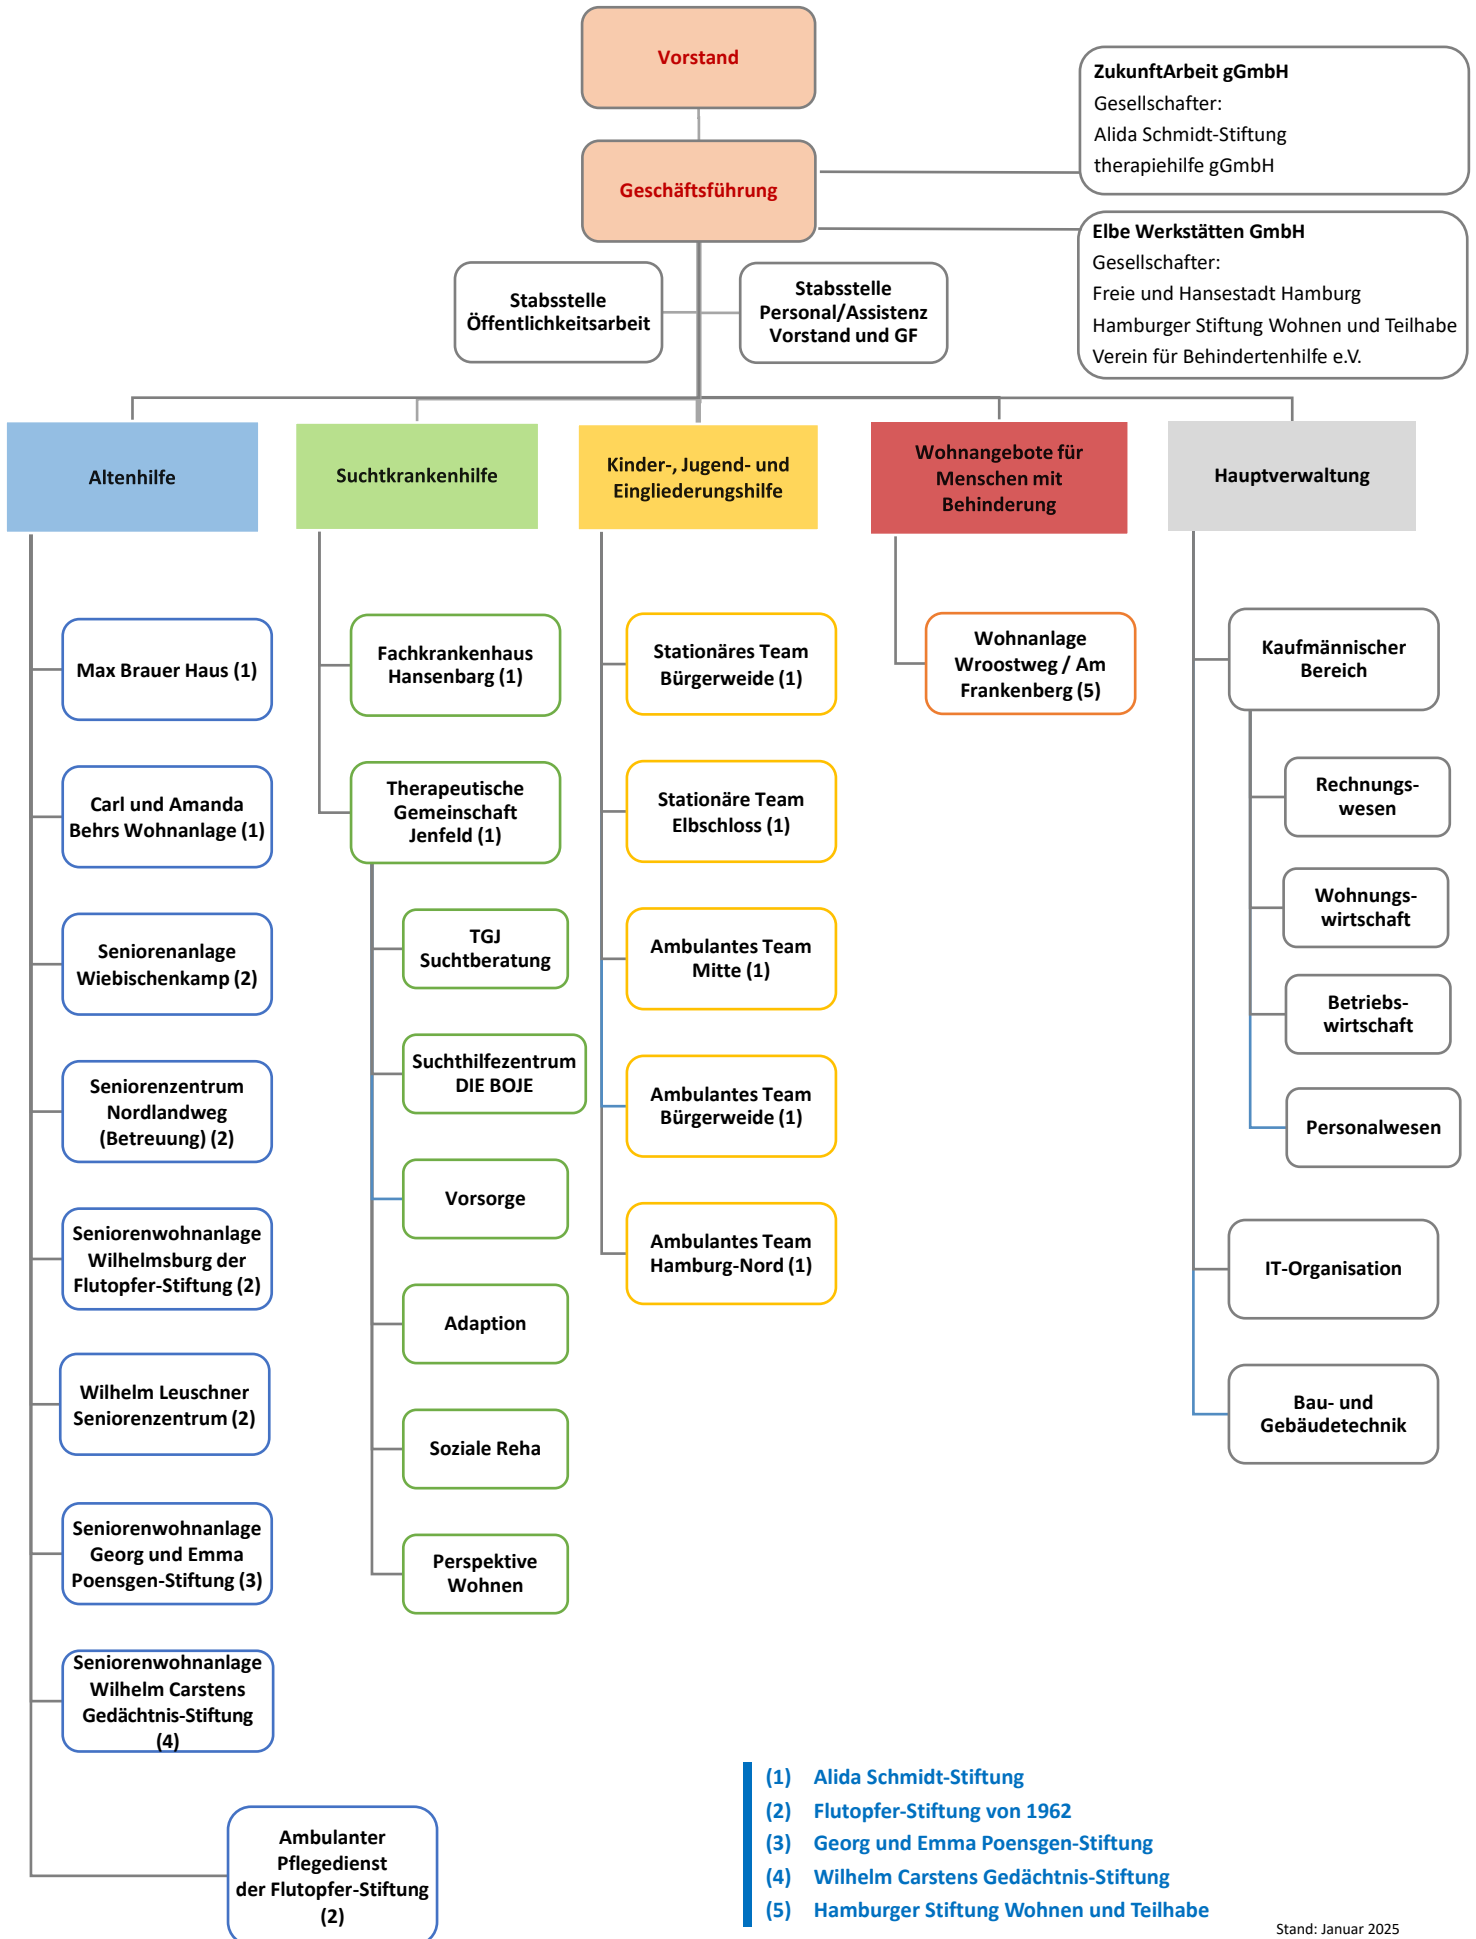 Vorstand
Geschäftsführung
ZukunftArbeit gGmbH
Gesellschafter:
Alida Schmidt-Stiftung
therapiehilfe gGmbH
Elbe Werkstätten GmbH
Gesellschafter:
Freie und Hansestadt Hamburg
Hamburger Stiftung Wohnen und Teilhabe
Verein für Behindertenhilfe e.V.
Stabsstelle
Öffentlichkeitsarbeit
Stabsstelle
Personal/Assistenz
Vorstand und GF
Altenhilfe
Suchtkrankenhilfe
Kinder-, Jugend- und
Eingliederungshilfe
Wohnangebote für
Menschen mit
Behinderung
Hauptverwaltung
Max Brauer Haus (1)
Carl und Amanda
Behrs Wohnanlage (1)
Seniorenanlage
Wiebischenkamp (2)
Seniorenzentrum
Nordlandweg
(Betreuung) (2)
Seniorenwohnanlage
Wilhelmsburg der
Flutopfer-Stiftung (2)
Wilhelm Leuschner
Seniorenzentrum (2)
Seniorenwohnanlage
Georg und Emma
Poensgen-Stiftung (3)
Seniorenwohnanlage
Wilhelm Carstens
Gedächtnis-Stiftung
(4)
Ambulanter
Pflegedienst
der Flutopfer-Stiftung
(2)
Fachkrankenhaus
Hansenbarg (1)
Therapeutische
Gemeinschaft
Jenfeld (1)
TGJ
Suchtberatung
Suchthilfezentrum
DIE BOJE
Vorsorge
Adaption
Soziale Reha
Perspektive
Wohnen
Stationäres Team
Bürgerweide (1)
Stationäre Team
Elbschloss (1)
Ambulantes Team
Mitte (1)
Ambulantes Team
Bürgerweide (1)
Ambulantes Team
Hamburg-Nord (1)
Wohnanlage
Wroostweg / Am
Frankenberg (5)
Kaufmännischer
Bereich
Rechnungs-
wesen
Wohnungs-
wirtschaft
Betriebs-
wirtschaft
Personalwesen
IT-Organisation
Bau- und
Gebäudetechnik
(1) Alida Schmidt-Stiftung
(2) Flutopfer-Stiftung von 1962
(3) Georg und Emma Poensgen-Stiftung
(4) Wilhelm Carstens Gedächtnis-Stiftung
(5) Hamburger Stiftung Wohnen und Teilhabe
Stand: Januar 2025